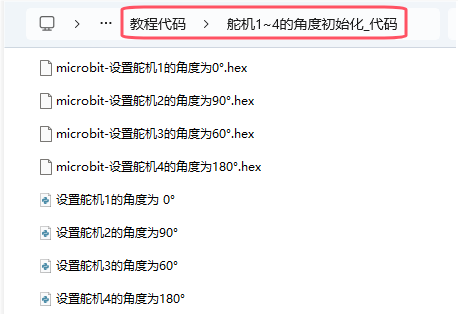 … 教程代码 > 舵机1~4的角度初始化_代码
microbit-设置舵机1的角度为0°.hex
microbit-设置舵机2的角度为90°.hex
microbit-设置舵机3的角度为60°.hex
microbit-设置舵机4的角度为180°.hex
设置舵机1的角度为 0°
设置舵机2的角度为90°
设置舵机3的角度为60°
设置舵机4的角度为180°